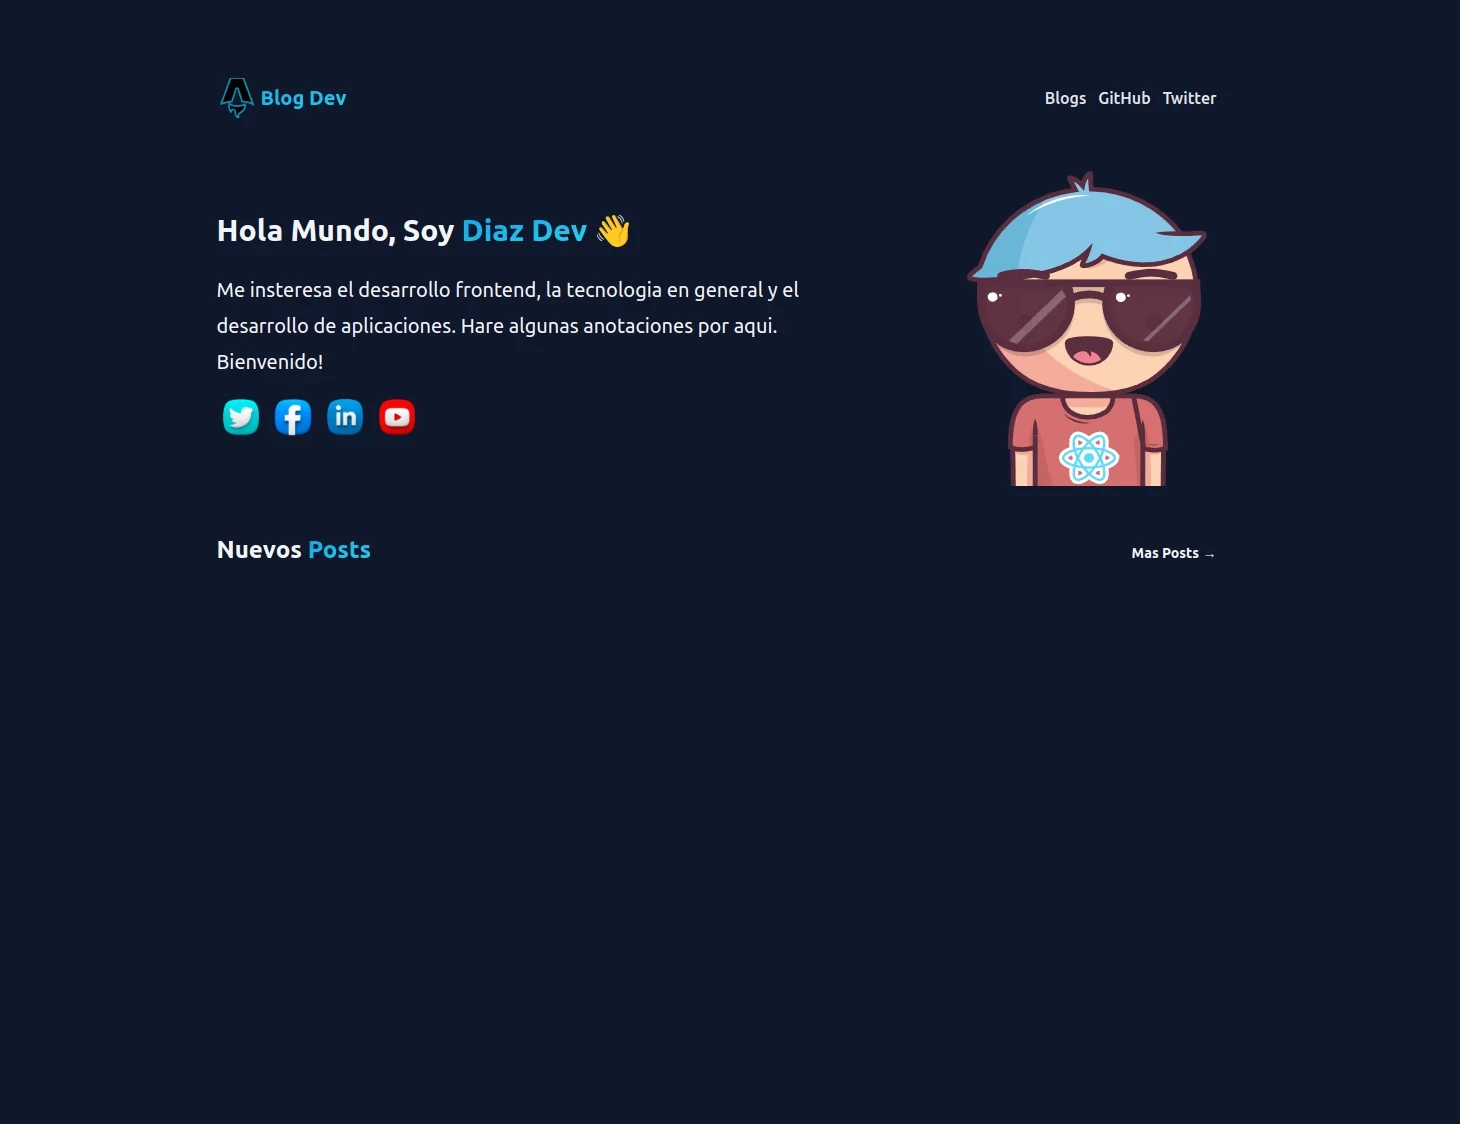 Blog Dev
Blogs GitHub Twitter
Hola Mundo, Soy Diaz Dev 👋
Me insteresa el desarrollo frontend, la tecnologia en general y el
desarrollo de aplicaciones. Hare algunas anotaciones por aqui.
Bienvenido!
Nuevos Posts
Mas Posts →